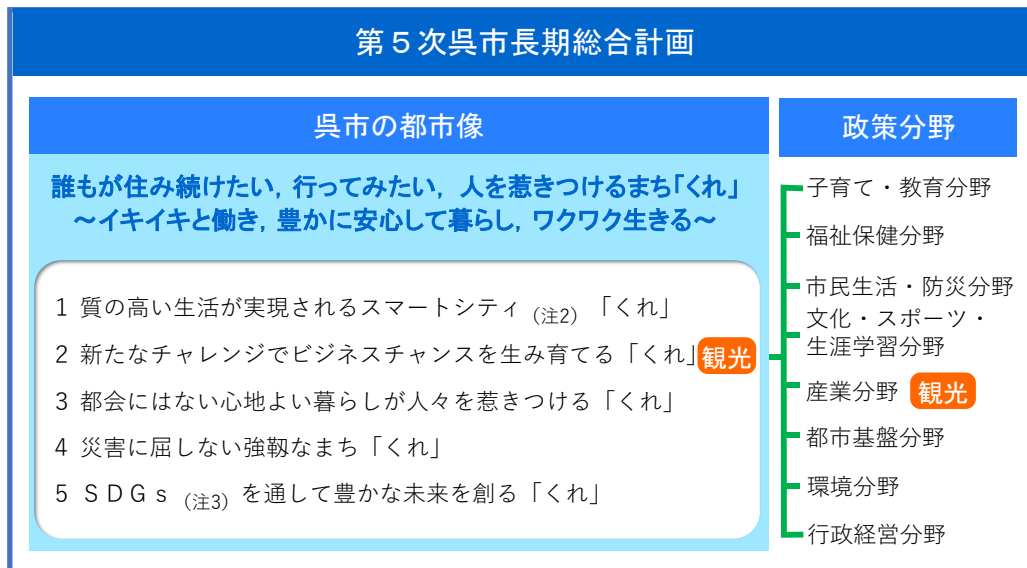 第5次呉市長期総合計画
呉市の都市像
誰もが住み続けたい, 行ってみたい, 人を惹きつけるまち「くれ」
～イキイキと働き, 豊かに安心して暮らし, ワクワク生きる～
1 質の高い生活が実現されるスマートシティ (注2) 「くれ」
2 新たなチャレンジでビジネスチャンスを生み育てる「くれ」 観光
3 都会にはない心地よい暮らしが人々を惹きつける「くれ」
4 災害に屈しない強靱なまち「くれ」
5 ＳＤＧｓ (注3) を通して豊かな未来を創る「くれ」
政策分野
子育て・教育分野
福祉保健分野
市民生活・防災分野
文化・スポーツ・
生涯学習分野
産業分野 観光
都市基盤分野
環境分野
行政経営分野